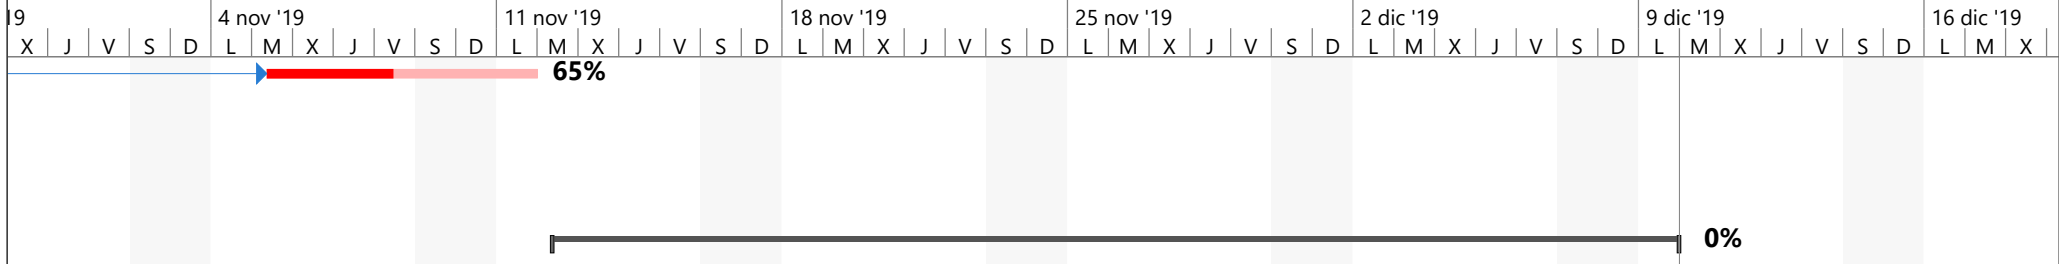 19 4 nov '19 11 nov '19 18 nov '19 25 nov '19 2 dic '19 9 dic '19 16 dic '19
X J V S D L M X J V S D L M X J V S D L M X J V S D L M X J V S D L M X J V S D L M X J V S D L M X
65%
0%